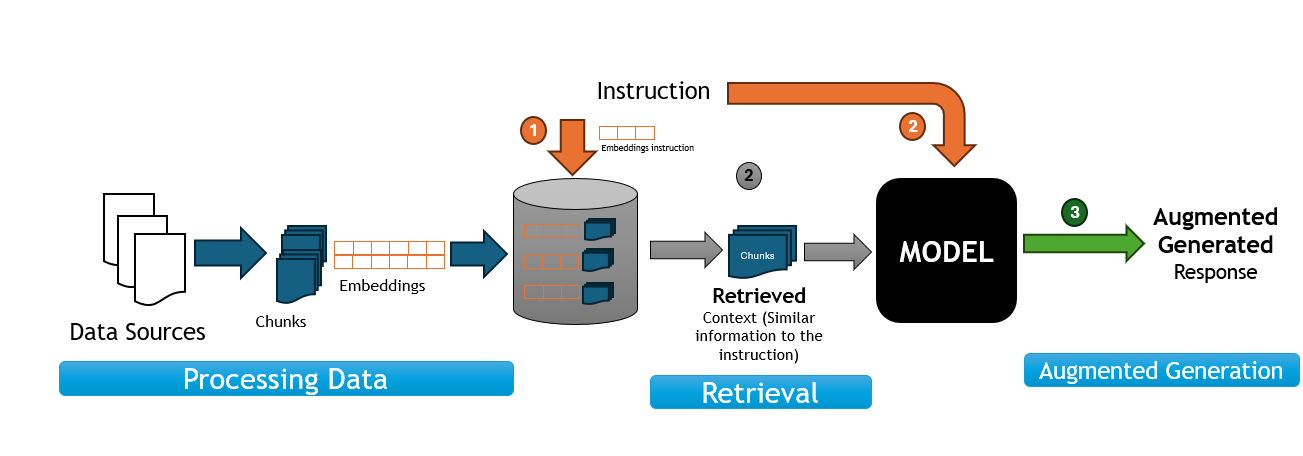 Instruction
1
Embeddings instruction
2
2
Data Sources
Chunks
Embeddings
Chunks
Retrieved
Context (Similar
information to the
instruction)
MODEL
3
Augmented
Generated
Response
Processing Data
Retrieval
Augmented Generation